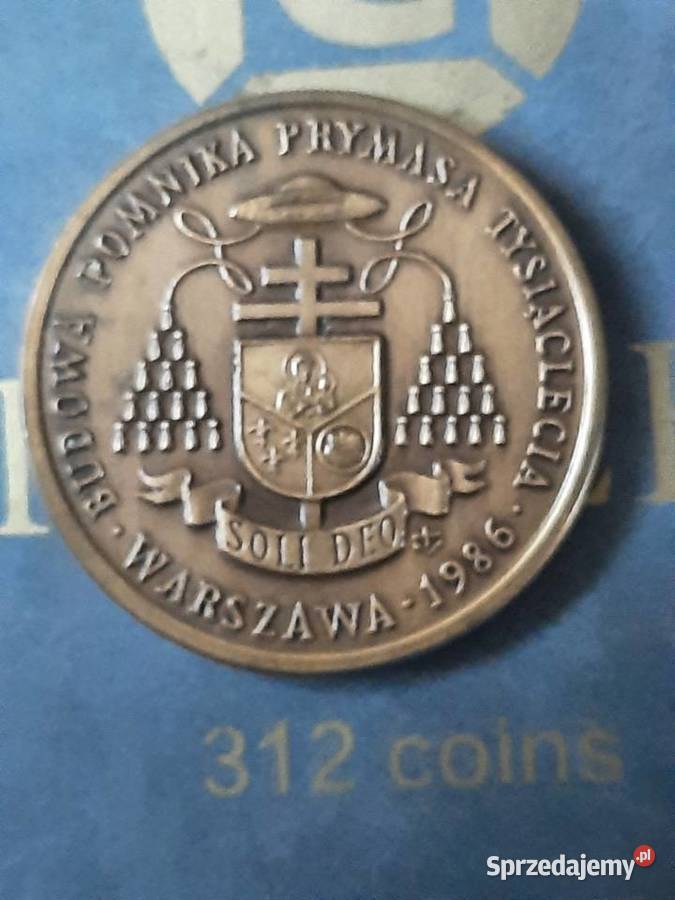 BUDOWA POMNIKA PRYMASA TYSIĄCLECIA
SOLI DEO
· WARSZAWA · 1986 ·
312 coins
Sprzedajemy.pl